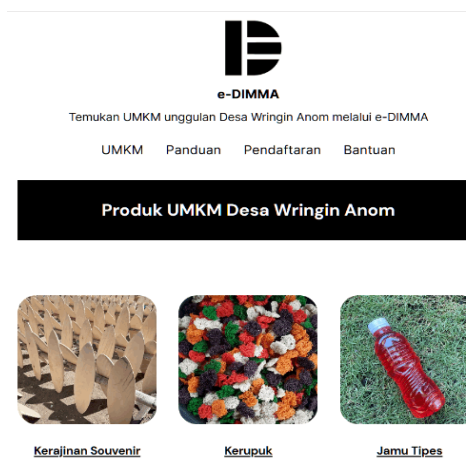 e-DIMMA
Temukan UMKM unggulan Desa Wringin Anom melalui e-DIMMA
UMKM Panduan Pendaftaran Bantuan
Produk UMKM Desa Wringin Anom
Kerajinan Souvenir Kerupuk Jamu Tipes